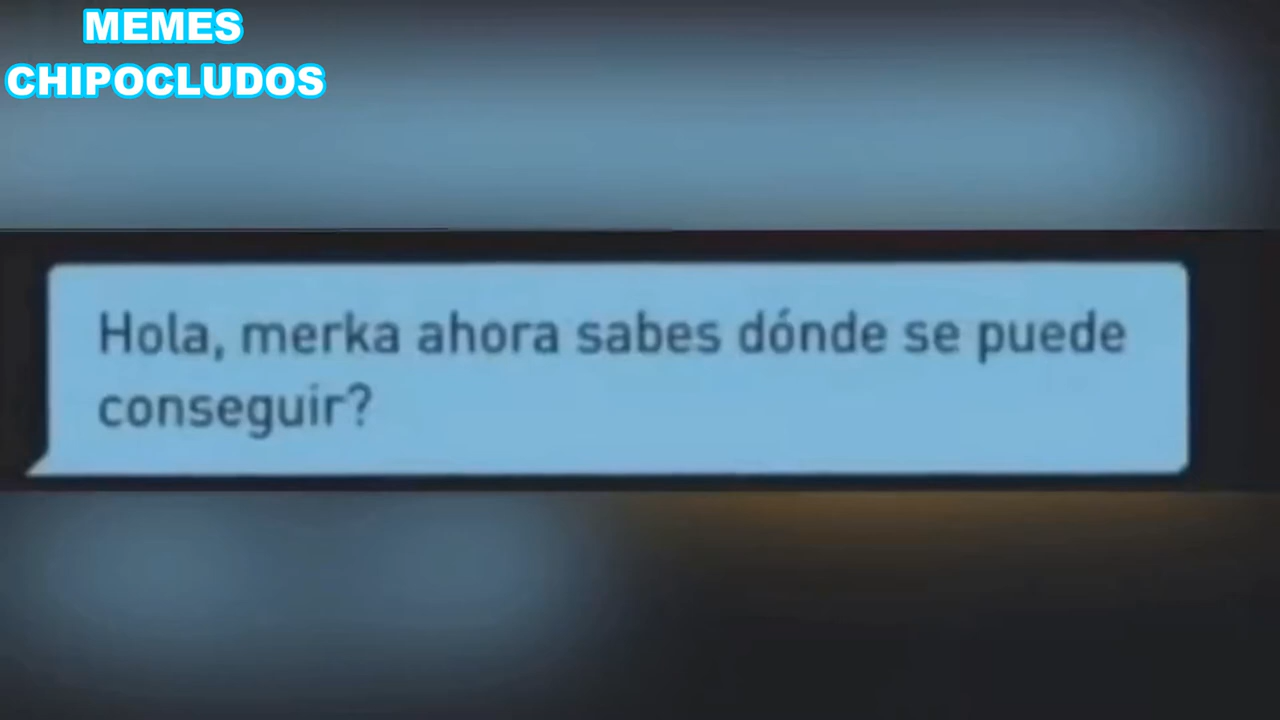 MEMES
CHIPOCLUDOS
Hola, merka ahora sabes dónde se puede
conseguir?